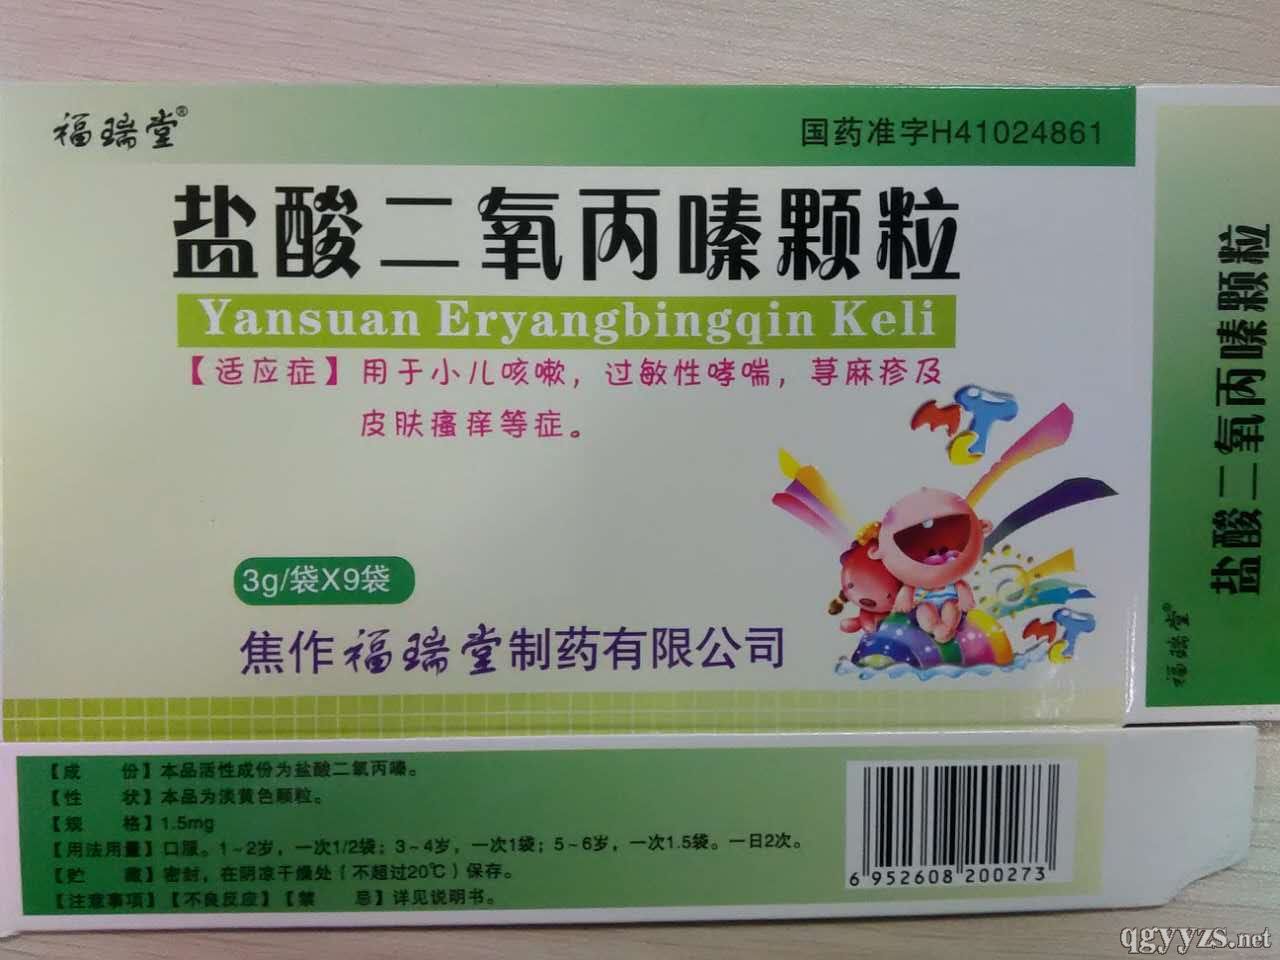 福瑞堂®
国药准字H41024861
盐酸二氧丙嗪颗粒
Yansuan Eryangbingqin Keli
【适应症】用于小儿咳嗽，过敏性哮喘，荨麻疹及
皮肤瘙痒等症。
3g/袋X9袋
焦作福瑞堂制药有限公司
福瑞堂®
盐酸二氧丙嗪颗粒
【成 份】本品活性成份为盐酸二氧丙嗪。
【性 状】本品为淡黄色颗粒。
【规 格】1.5mg
【用法用量】口服。1~2岁，一次1/2袋；3~4岁，一次1袋；5~6岁，一次1.5袋。一日2次。
【贮 藏】密封，在阴凉干燥处（不超过20℃）保存。
【注意事项】【不良反应】【禁 忌】详见说明书。
6 952608 200273
qgyyzs.net